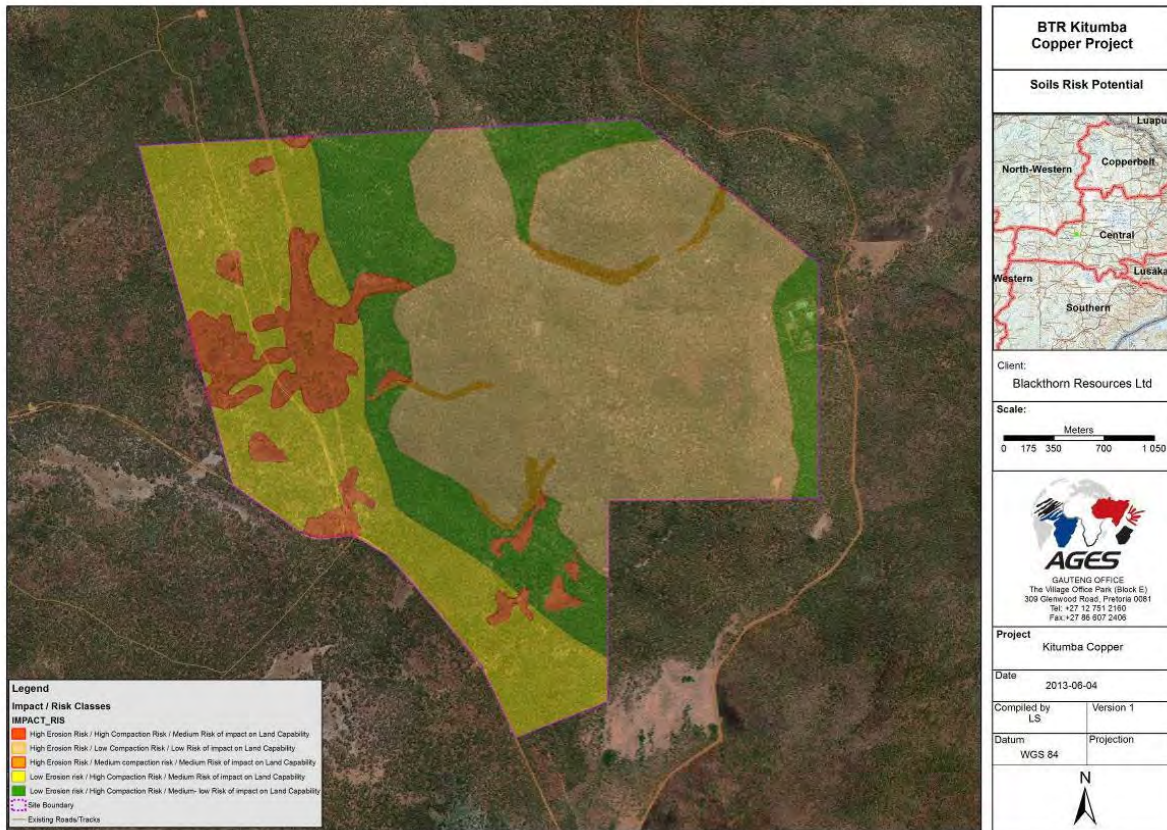 BTR Kitumba
Copper Project
Soils Risk Potential
Luapu
Copperbelt
North-Western
Central
Lusaka
Western
Southern
Client:
Blackthorn Resources Ltd
Scale:
Meters
0 175 350 700 1 050
AGES
GAUTENG OFFICE
The Village Office Park (Block E)
309 Glenwood Road, Pretoria 0081
Tel: +27 12 751 2160
Fax:+27 86 607 2406
Project
Kitumba Copper
Date
2013-06-04
Compiled by
LS
Version 1
Datum
WGS 84
Projection
N
Legend
Impact / Risk Classes
IMPACT_RIS
High Erosion Risk / High Compaction Risk / Medium Risk of impact on Land Capability
High Erosion Risk / Low Compaction Risk / Low Risk of impact on Land Capability
High Erosion Risk / Medium compaction risk / Medium Risk of impact on Land Capability
Low Erosion risk / High Compaction Risk / Medium Risk of impact on Land Capability
Low Erosion risk / High Compaction Risk / Medium- low Risk of impact on Land Capability
Site Boundary
Existing Roads/Tracks